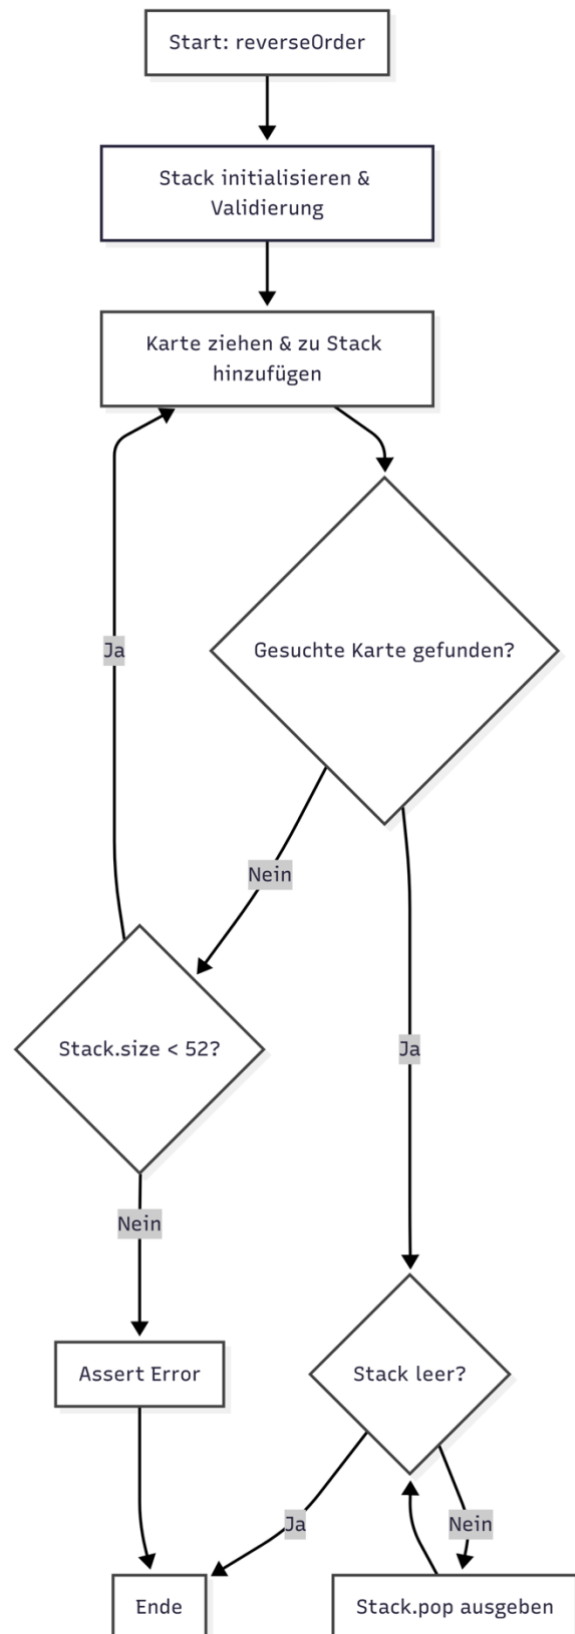 Start: reverseOrder
Stack initialisieren &
Validierung
Karte ziehen & zu Stack
hinzufügen
Ja
Gesuchte Karte gefunden?
Nein
Stack.size < 52?
Ja
Nein
Assert Error
Stack leer?
Ja
Nein
Ende
Stack.pop ausgeben